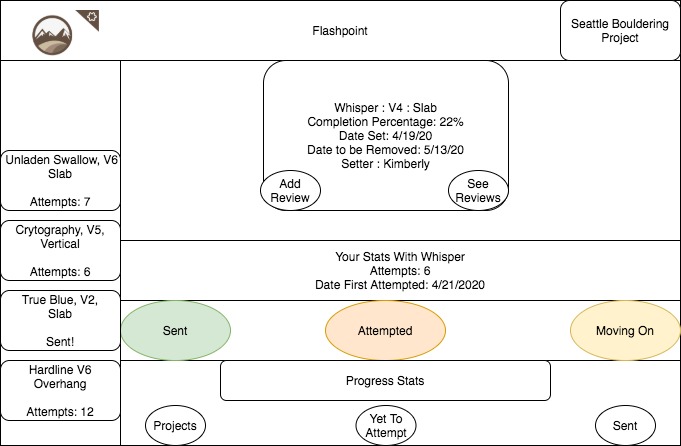 Flashpoint
Seattle Bouldering
Project
Whisper : V4 : Slab
Completion Percentage: 22%
Date Set: 4/19/20
Date to be Removed: 5/13/20
Setter : Kimberly
Add
Review
See
Reviews
Unladen Swallow, V6
Slab
Attempts: 7
Crytography, V5,
Vertical
Attempts: 6
True Blue, V2,
Slab
Sent!
Hardline V6
Overhang
Attempts: 12
Your Stats With Whisper
Attempts: 6
Date First Attempted: 4/21/2020
Sent
Attempted
Moving On
Progress Stats
Projects
Yet To
Attempt
Sent